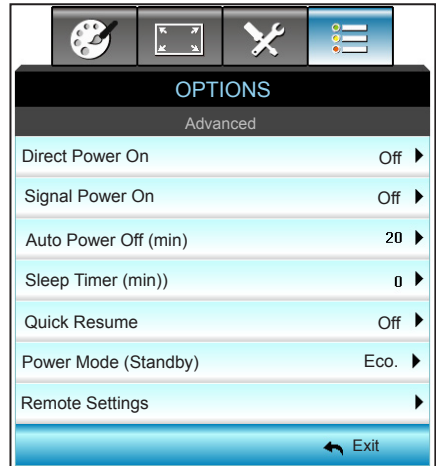 OPTIONS
Advanced
Direct Power On Off
Signal Power On Off
Auto Power Off (min) 20
Sleep Timer (min)) 0
Quick Resume Off
Power Mode (Standby) Eco.
Remote Settings
Exit